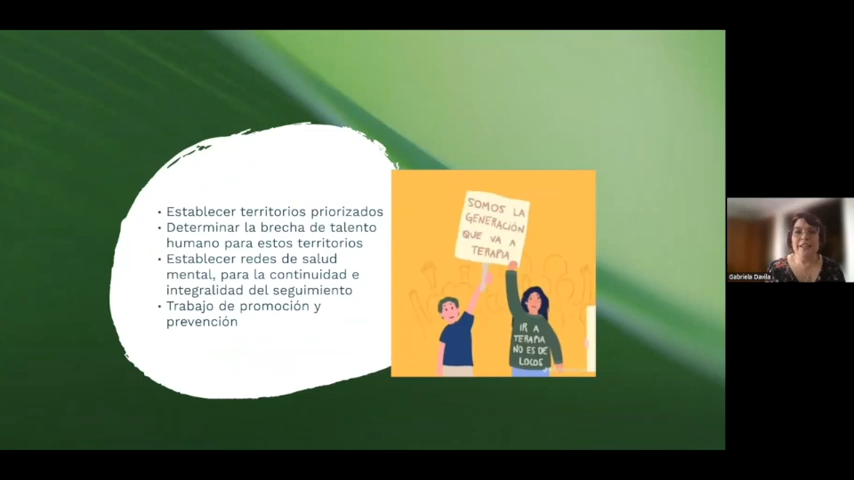 • Establecer territorios priorizados
• Determinar la brecha de talento
humano para estos territorios
• Establecer redes de salud
mental, para la continuidad e
integralidad del seguimiento
• Trabajo de promoción y
prevención
SOMOS LA
GENERACIÓN
QUE VA A
TERAPIA
IR A
TERAPIA
NO ES DE
LOCOS
Gabriela Davila